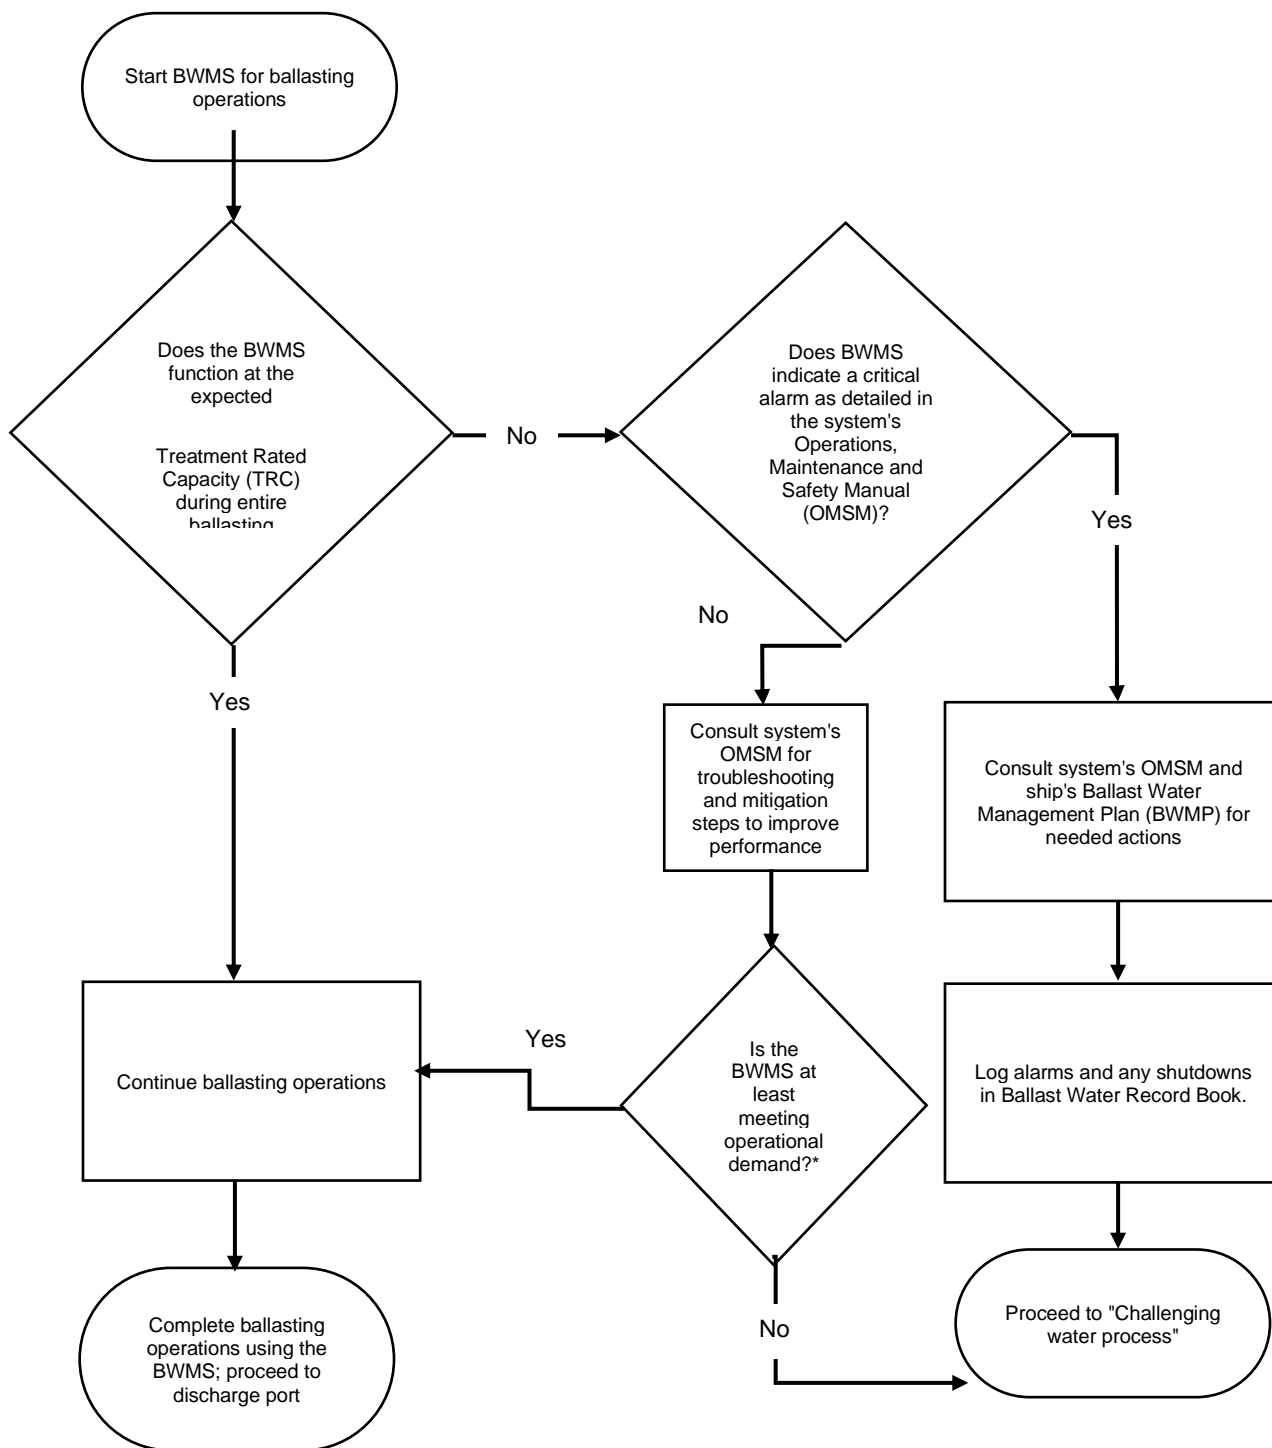 Start BWMS for ballasting
operations
Does the BWMS
function at the
expected
Treatment Rated
Capacity (TRC)
during entire
ballasting
No
Does BWMS
indicate a critical
alarm as detailed in
the system's
Operations,
Maintenance and
Safety Manual
(OMSM)?
Yes
No
Yes
Consult system's
OMSM for
troubleshooting
and mitigation
steps to improve
performance
Consult system's OMSM and
ship's Ballast Water
Management Plan (BWMP) for
needed actions
Continue ballasting operations
Yes
Is the
BWMS at
least
meeting
operational
demand?*
Log alarms and any shutdowns
in Ballast Water Record Book.
No
Complete ballasting
operations using the
BWMS; proceed to
discharge port
Proceed to "Challenging
water process"